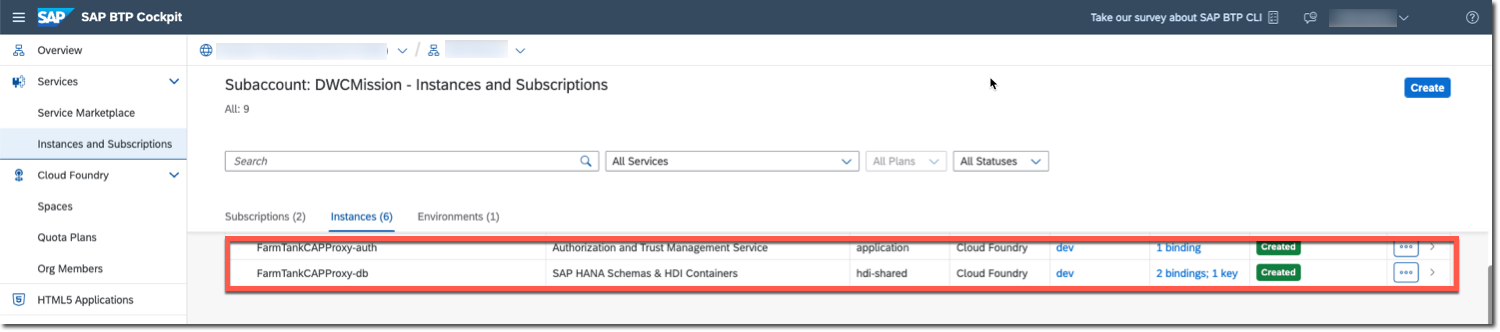 SAP SAP BTP Cockpit Take our survey about SAP BTP CLI
Overview
Services
Service Marketplace
Instances and Subscriptions
Cloud Foundry
Spaces
Quota Plans
Org Members
HTML5 Applications
/
Subaccount: DWCMission - Instances and Subscriptions
Create
All: 9
Search All Services All Plans All Statuses
Subscriptions (2) Instances (6) Environments (1)
FarmTankCAPProxy-auth Authorization and Trust Management Service application Cloud Foundry dev 1 binding Created
FarmTankCAPProxy-db SAP HANA Schemas & HDI Containers hdi-shared Cloud Foundry dev 2 bindings; 1 key Created